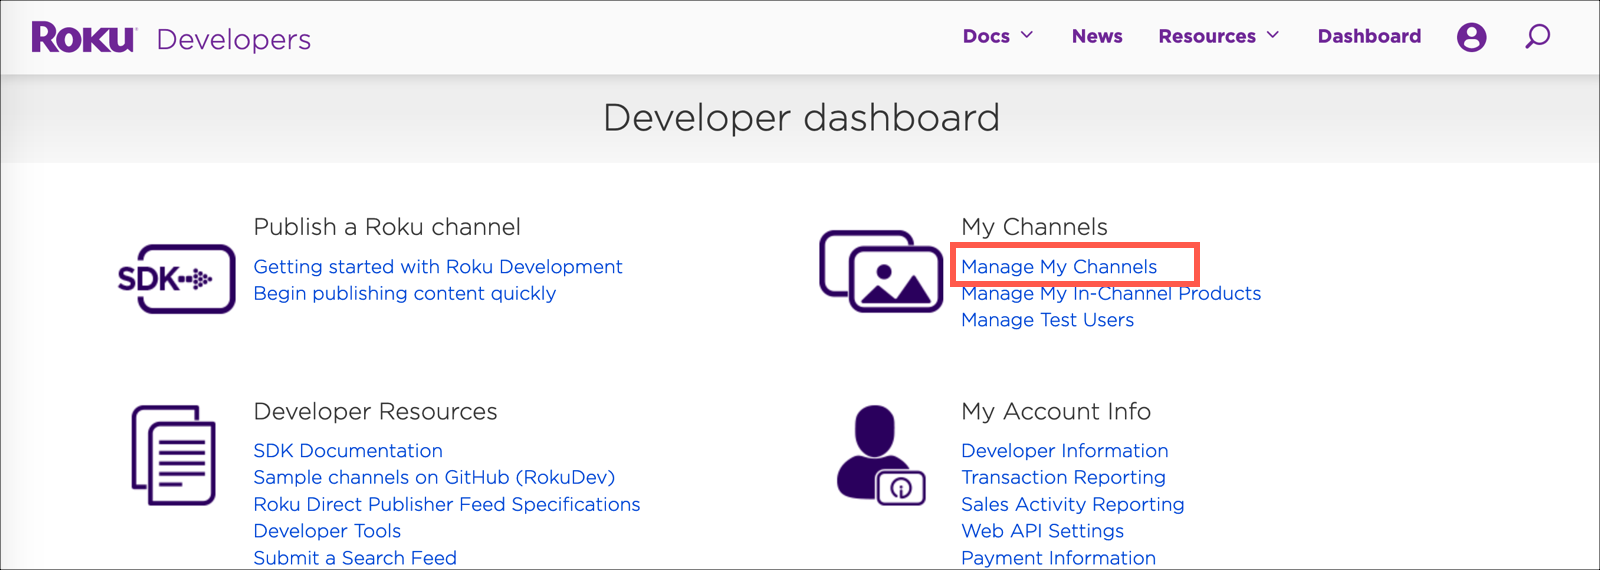 Roku Developers
Docs News Resources Dashboard
Developer dashboard
Publish a Roku channel
SDK
Getting started with Roku Development
Begin publishing content quickly
My Channels
Manage My Channels
Manage My In-Channel Products
Manage Test Users
Developer Resources
SDK Documentation
Sample channels on GitHub (RokuDev)
Roku Direct Publisher Feed Specifications
Developer Tools
Submit a Search Feed
My Account Info
Developer Information
Transaction Reporting
Sales Activity Reporting
Web API Settings
Payment Information